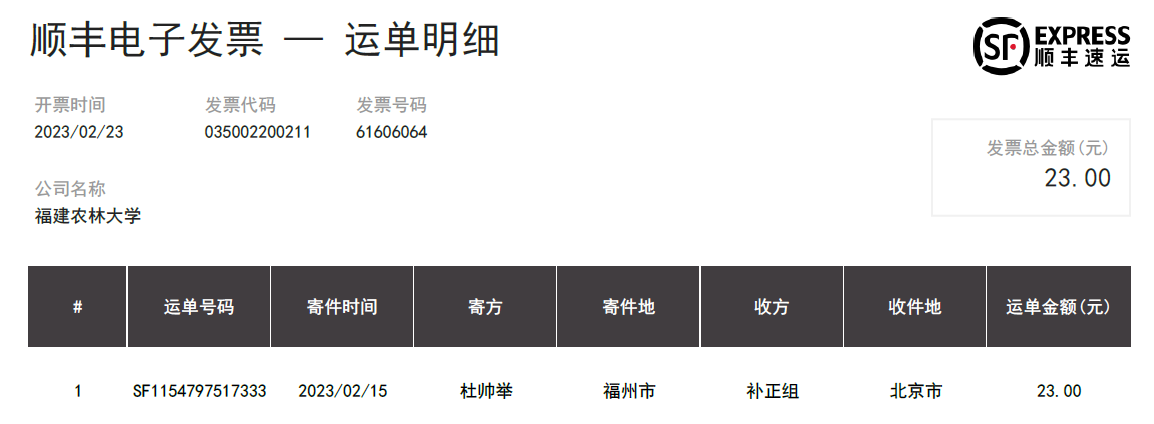 顺丰电子发票 — 运单明细
SF EXPRESS
顺丰速运
开票时间 发票代码 发票号码
2023/02/23 035002200211 61606064
发票总金额(元)
23.00
公司名称
福建农林大学
# 运单号码 寄件时间 寄方 寄件地 收方 收件地 运单金额(元)
1 SF1154797517333 2023/02/15 杜帅举 福州市 补正组 北京市 23.00